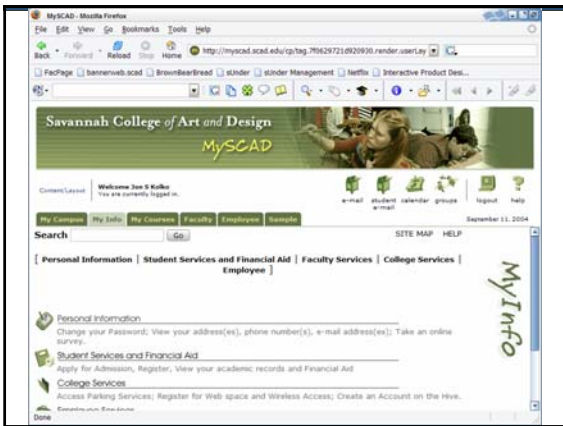 MySCAD - Mozilla Firefox
File Edit View Go Bookmarks Tools Help
Back Forward Reload Stop Home http://myscad.scad.edu/cp/tag.7f0629721d920930.render.userLay
FacPage bannerweb.scad BrownBearBread sUnder sUnder Management Netflix Interactive Product Desi...
Savannah College of Art and Design
MySCAD
Content/Layout Welcome Jon S Kolko
You are currently logged in.
e-mail student e-mail calendar groups logout help
My Campus My Info My Courses Faculty Employee Sample September 11, 2004
Search Go SITE MAP HELP
[ Personal Information | Student Services and Financial Aid | Faculty Services | College Services |
Employee ]
MyInfo
Personal Information
Change your Password; View your address(es), phone number(s), e-mail address(es); Take an online
survey.
Student Services and Financial Aid
Apply for Admission, Register, View your academic records and Financial Aid
College Services
Access Parking Services; Register for Web space and Wireless Access; Create an Account on the Hive.
Employee Services
Done